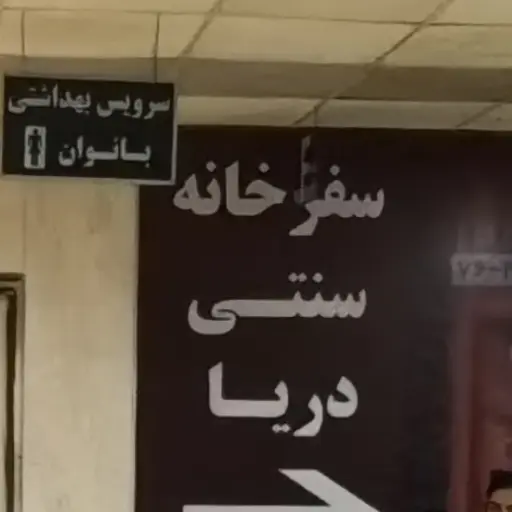 سرویس بهداشتی
بانوان
سفرخانه
سنتی
دریا